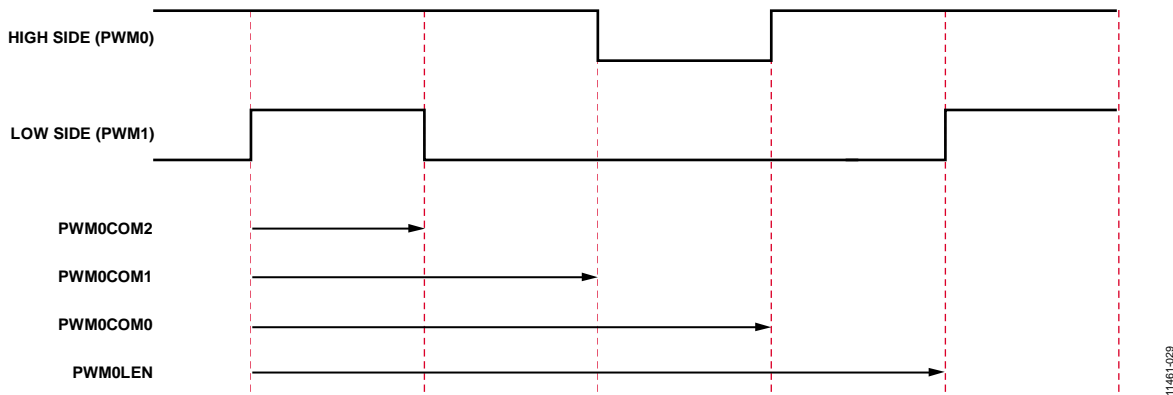 HIGH SIDE (PWM0)
LOW SIDE (PWM1)
PWM0COM2
PWM0COM1
PWM0COM0
PWM0LEN
11461-029